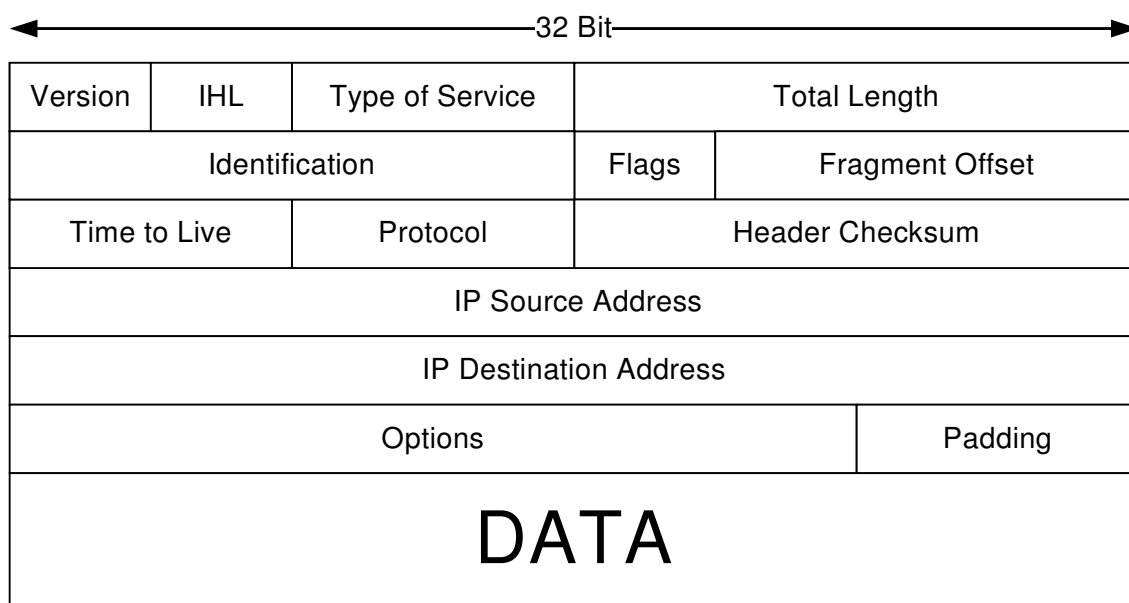 32 Bit
Version IHL Type of Service Total Length
Identification Flags Fragment Offset
Time to Live Protocol Header Checksum
IP Source Address
IP Destination Address
Options Padding
DATA